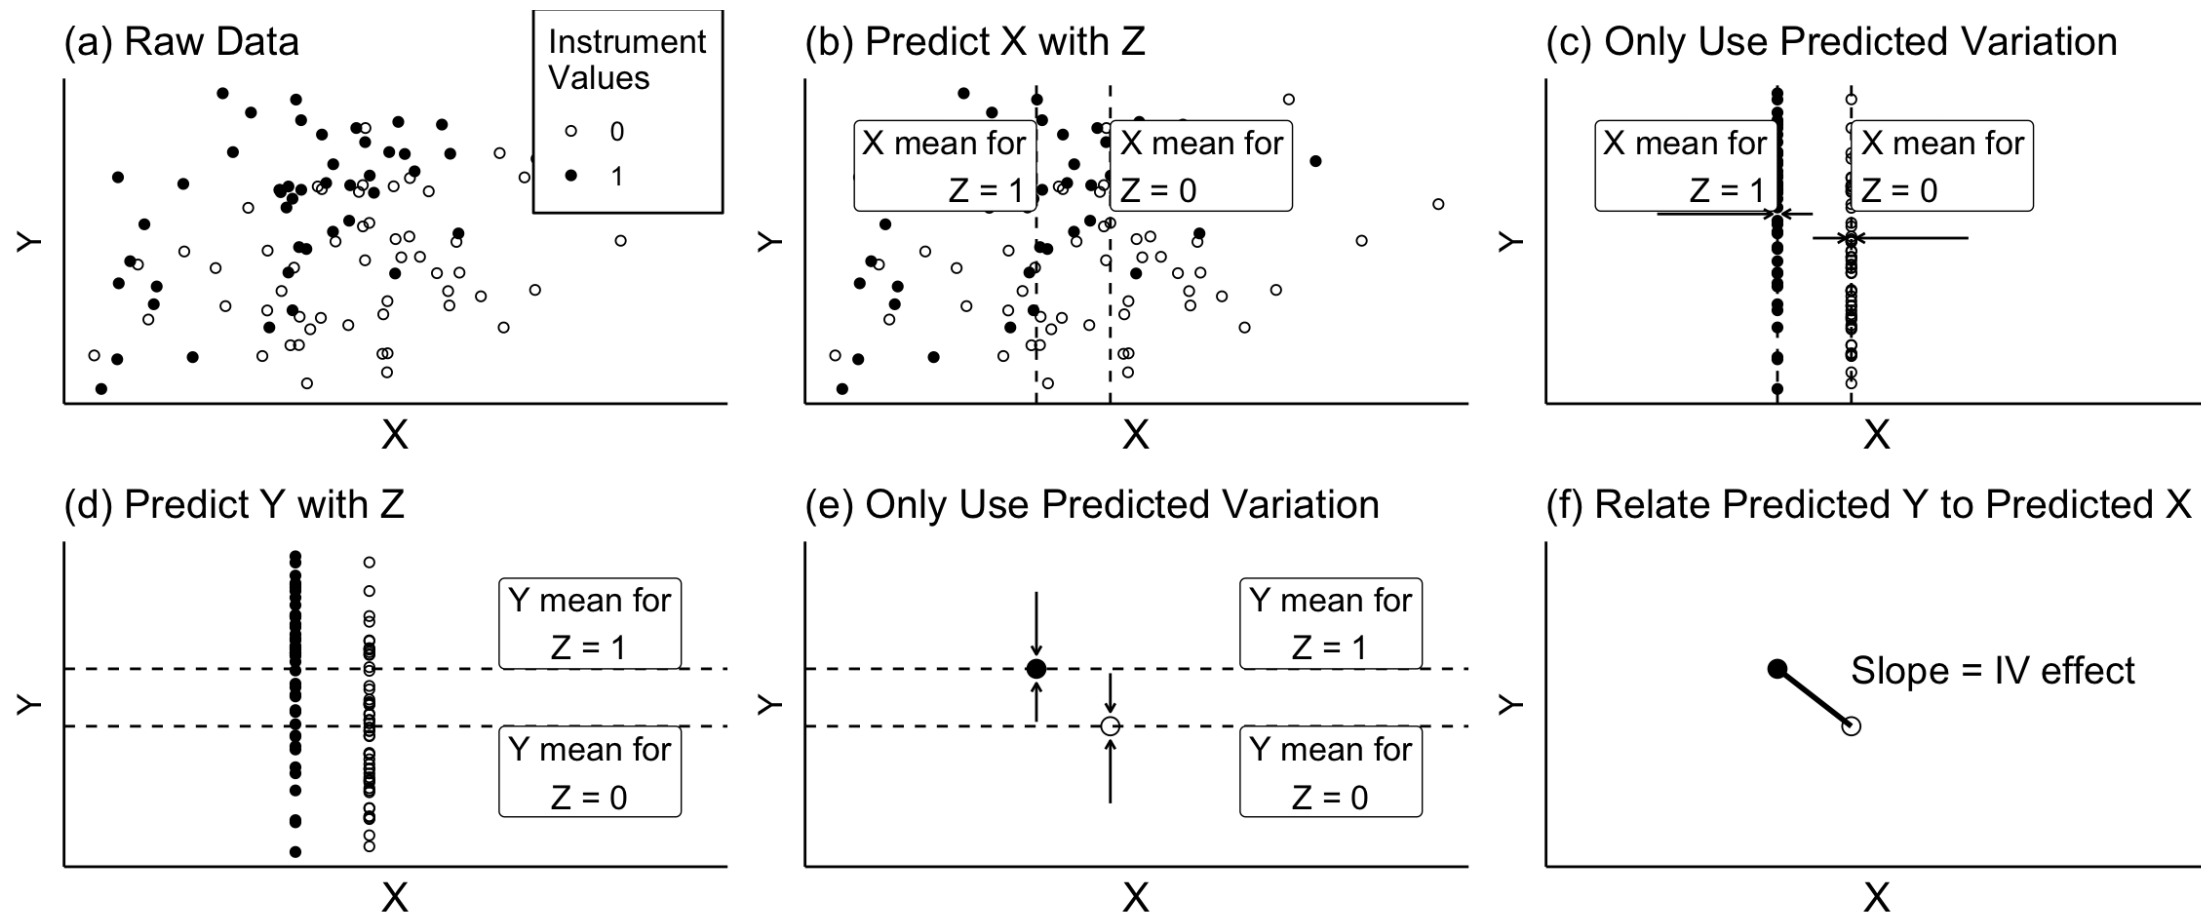 (a) Raw Data
Instrument
Values
0
1
Y
X
(b) Predict X with Z
X mean for
Z = 1
X mean for
Z = 0
Y
X
(c) Only Use Predicted Variation
X mean for
Z = 1
X mean for
Z = 0
Y
X
(d) Predict Y with Z
Y mean for
Z = 1
Y mean for
Z = 0
Y
X
(e) Only Use Predicted Variation
Y mean for
Z = 1
Y mean for
Z = 0
Y
X
(f) Relate Predicted Y to Predicted X
Slope = IV effect
Y
X